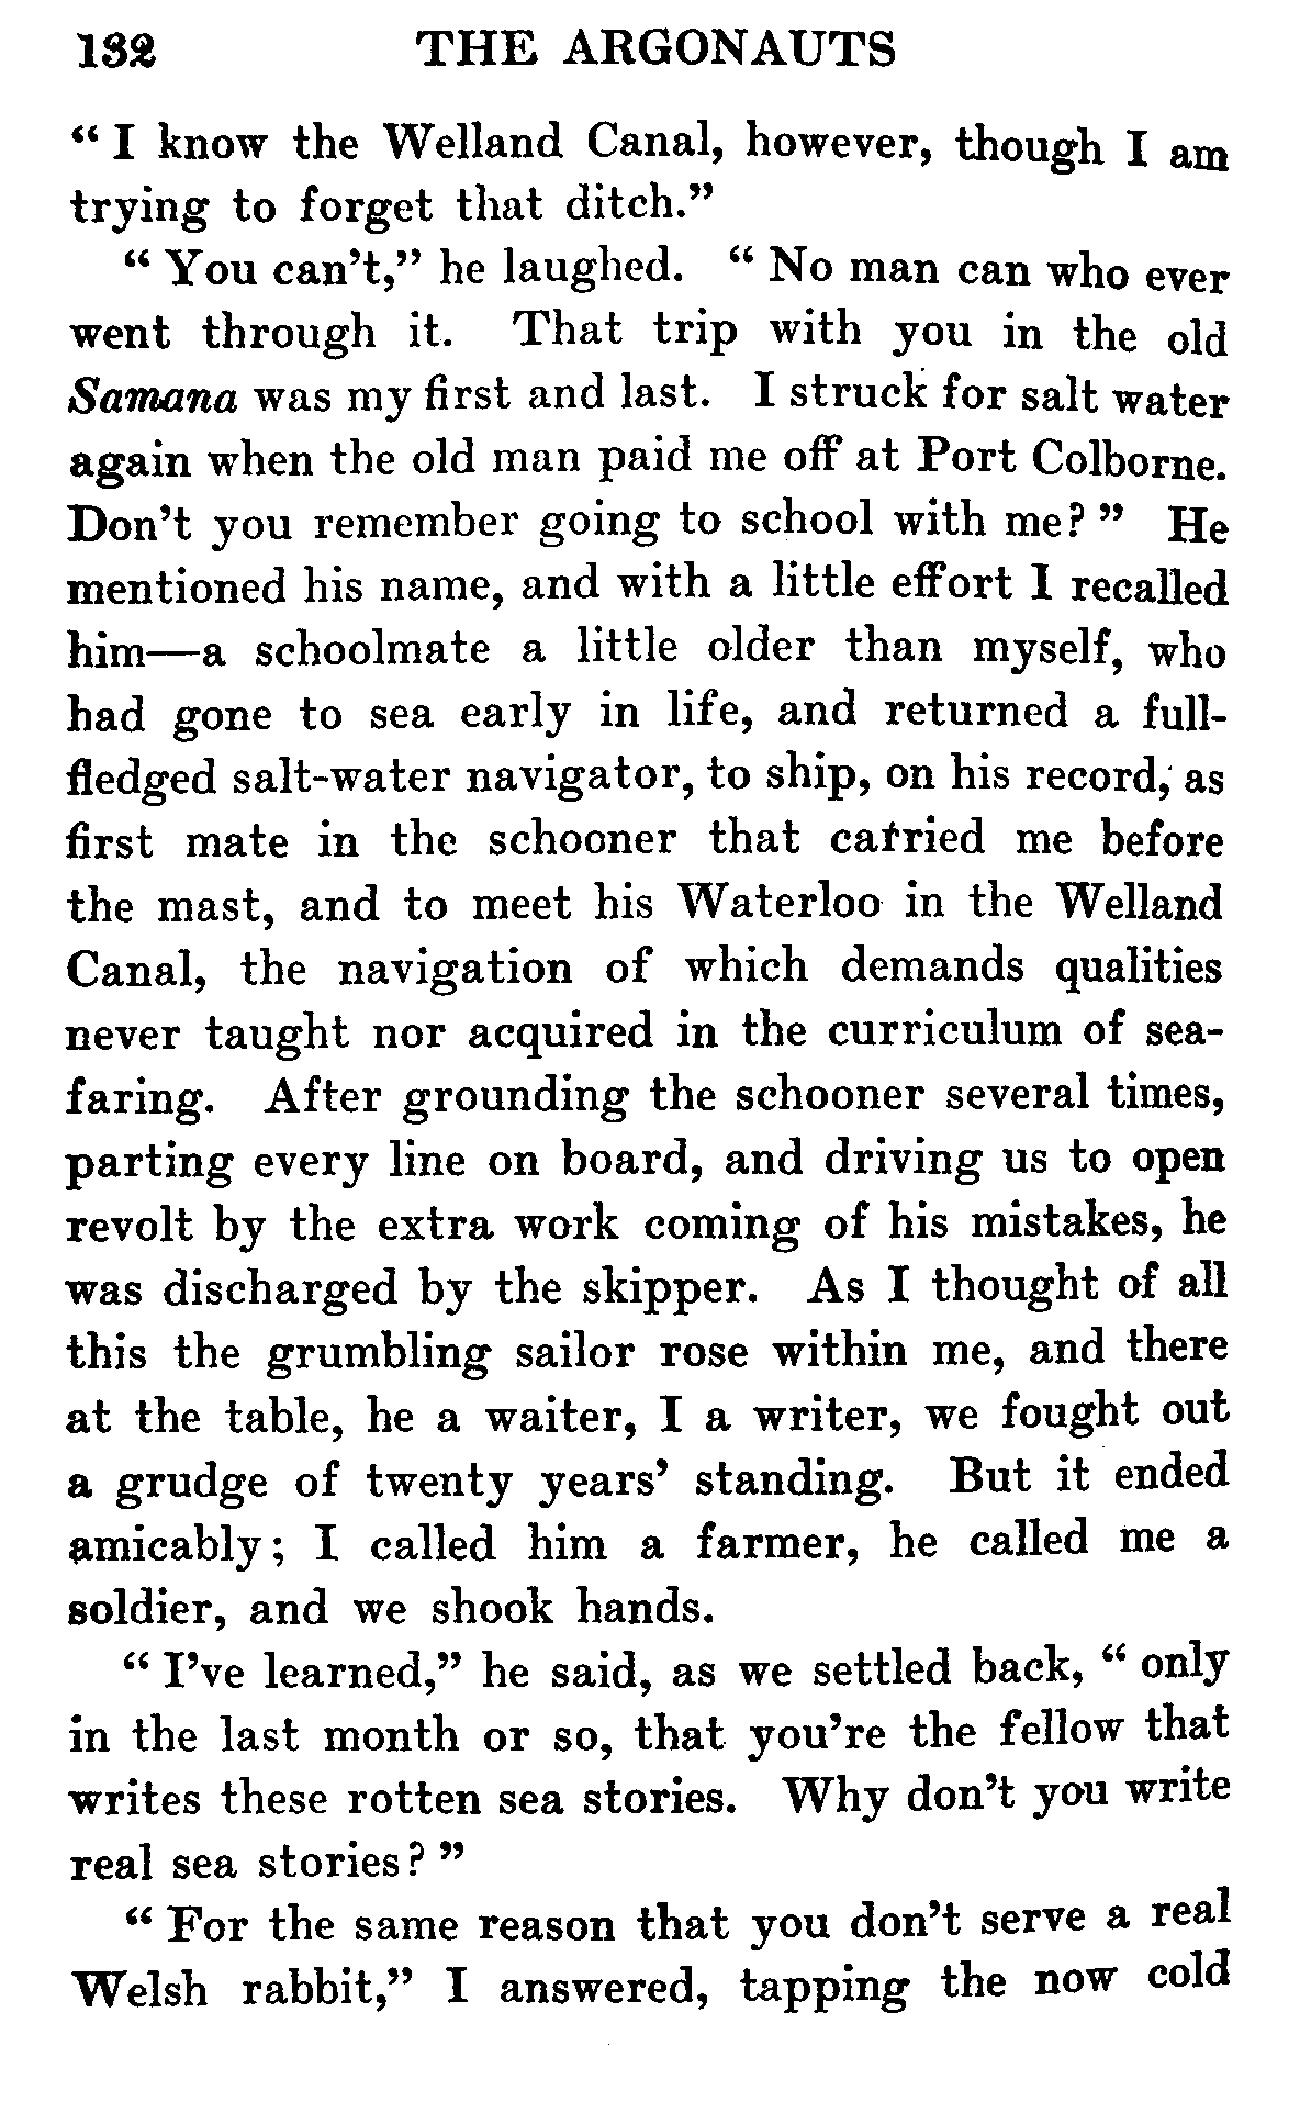 132 THE ARGONAUTS
“ I know the Welland Canal, however, though I am
trying to forget that ditch.”
“ You can’t,” he laughed. “ No man can who ever
went through it. That trip with you in the old
Samana was my first and last. I struck for salt water
again when the old man paid me off at Port Colborne.
Don’t you remember going to school with me? ” He
mentioned his name, and with a little effort I recalled
him—a schoolmate a little older than myself, who
had gone to sea early in life, and returned a full-
fledged salt-water navigator, to ship, on his record, as
first mate in the schooner that carried me before
the mast, and to meet his Waterloo in the Welland
Canal, the navigation of which demands qualities
never taught nor acquired in the curriculum of sea-
faring. After grounding the schooner several times,
parting every line on board, and driving us to open
revolt by the extra work coming of his mistakes, he
was discharged by the skipper. As I thought of all
this the grumbling sailor rose within me, and there
at the table, he a waiter, I a writer, we fought out
a grudge of twenty years’ standing. But it ended
amicably; I called him a farmer, he called me a
soldier, and we shook hands.
“ I’ve learned,” he said, as we settled back, “ only
in the last month or so, that you’re the fellow that
writes these rotten sea stories. Why don’t you write
real sea stories? ”
“ For the same reason that you don’t serve a real
Welsh rabbit,” I answered, tapping the now cold